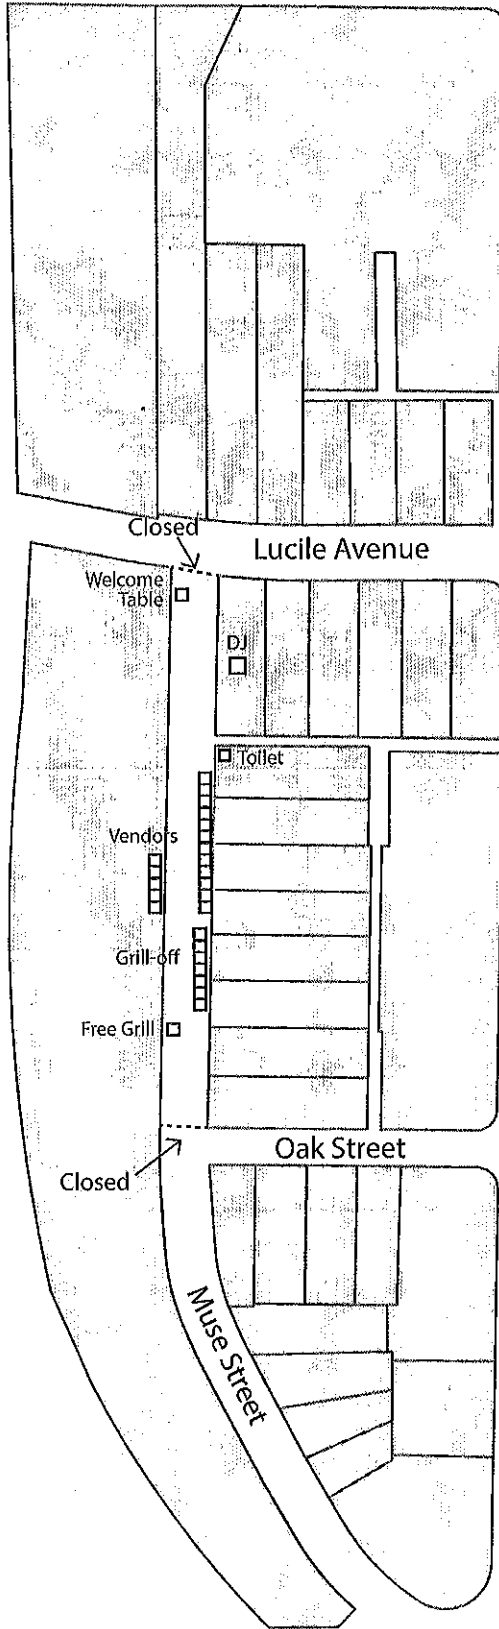 Closed
Lucile Avenue
Welcome
Table
DJ
Toilet
Vendors
Grill-off
Free Grill
Oak Street
Closed
Muse Street